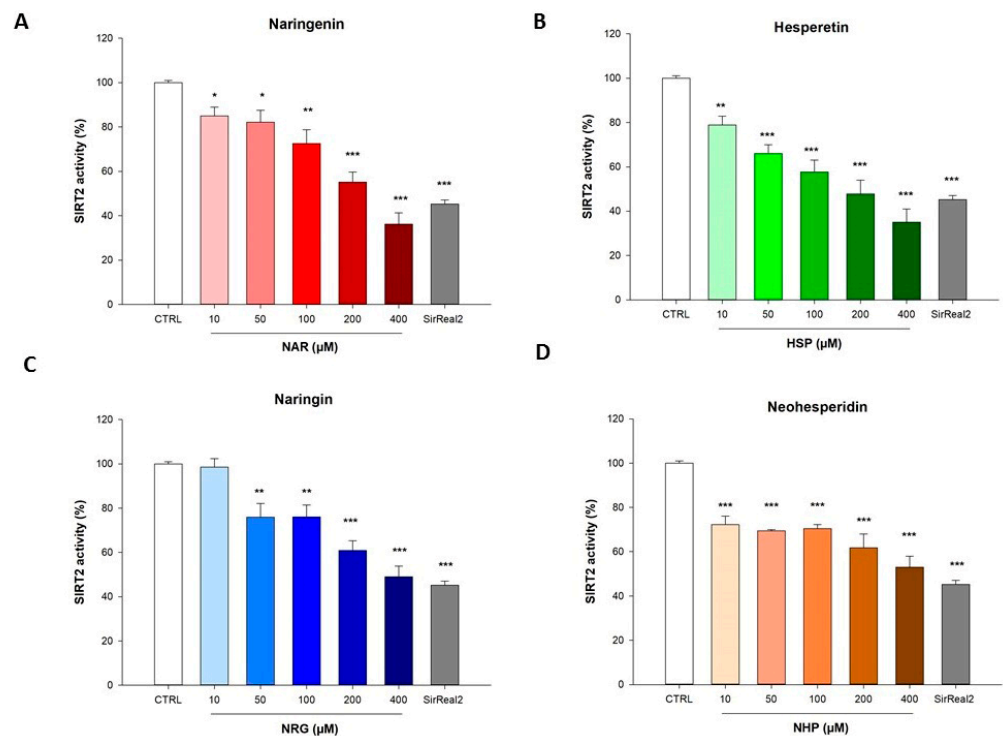 A
Naringenin
120
100
80
60
40
20
0
SIRT2 activity (%)
* * ** *** *** ***
CTRL 10 50 100 200 400 SirReal2
NAR (µM)
B
Hesperetin
120
100
80
60
40
20
0
SIRT2 activity (%)
** *** *** *** *** ***
CTRL 10 50 100 200 400 SirReal2
HSP (µM)
C
Naringin
120
100
80
60
40
20
0
SIRT2 activity (%)
** ** *** *** ***
CTRL 10 50 100 200 400 SirReal2
NRG (µM)
D
Neohesperidin
120
100
80
60
40
20
0
SIRT2 activity (%)
*** *** *** *** *** ***
CTRL 10 50 100 200 400 SirReal2
NHP (µM)